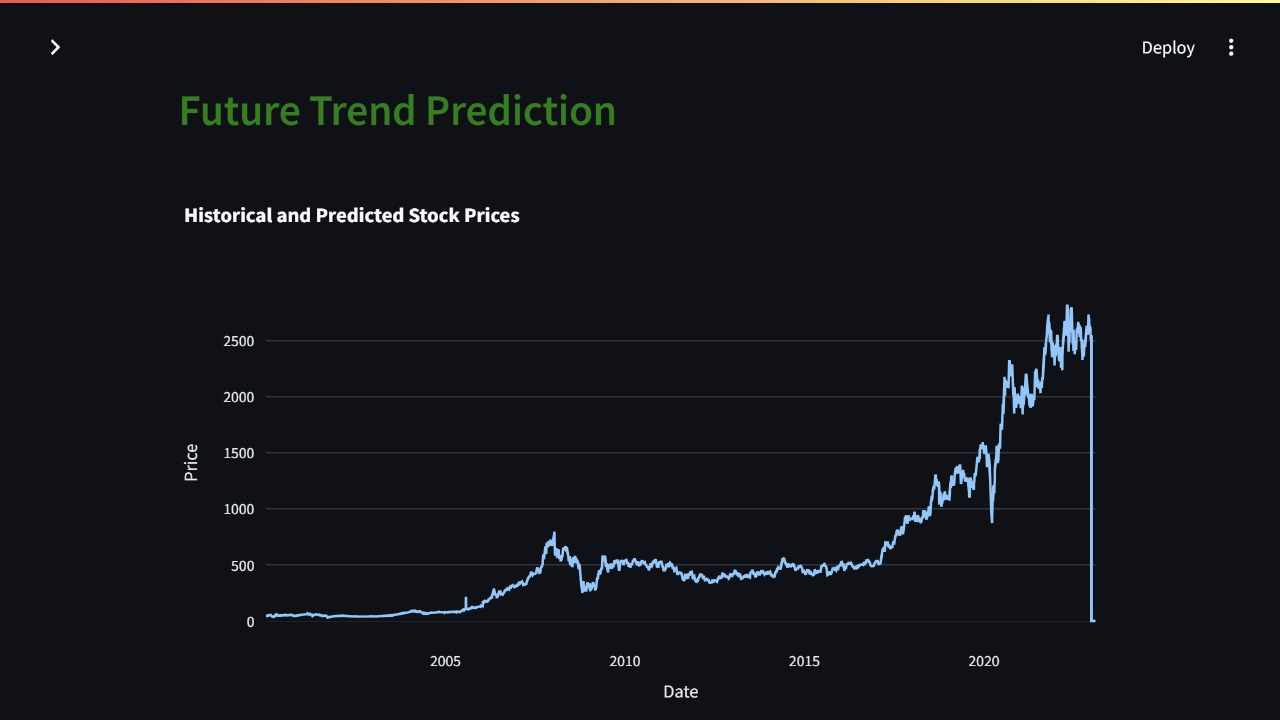 Deploy
Future Trend Prediction
Historical and Predicted Stock Prices
2500
2000
1500
1000
500
0
Price
2005
2010
2015
2020
Date